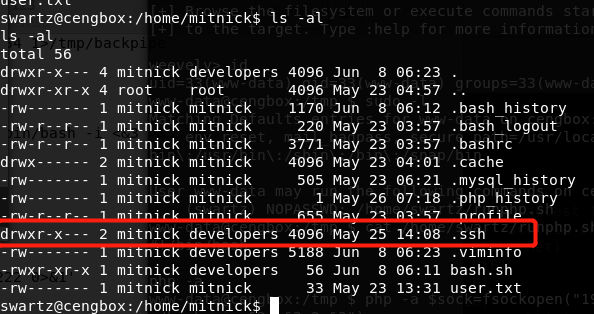 user.txt
swartz@cengbox:/home/mitnick$ ls -al
ls -al
total 56
drwxr-x--- 4 mitnick developers 4096 Jun  8 06:23 .
drwxr-xr-x 4 root    root       4096 May 23 04:57 ..
-rw------- 1 mitnick mitnick    1170 Jun  8 06:12 .bash_history
-rw-r--r-- 1 mitnick mitnick     220 May 23 03:57 .bash_logout
-rw-r--r-- 1 mitnick mitnick    3771 May 23 03:57 .bashrc
drwx------ 2 mitnick mitnick    4096 May 23 04:01 .cache
-rw------- 1 mitnick mitnick     505 May 23 06:21 .mysql_history
-rw------- 1 mitnick mitnick       1 May 26 07:18 .php_history
-rw-r--r-- 1 mitnick mitnick     655 May 23 03:57 .profile
drwxr-x--- 2 mitnick developers 4096 May 25 14:08 .ssh
-rw------- 1 mitnick developers 5188 Jun  8 06:23 .viminfo
-rwxr-xr-x 1 mitnick developers   56 Jun  8 06:11 bash.sh
-rw------- 1 mitnick mitnick      33 May 23 13:31 user.txt
swartz@cengbox:/home/mitnick$